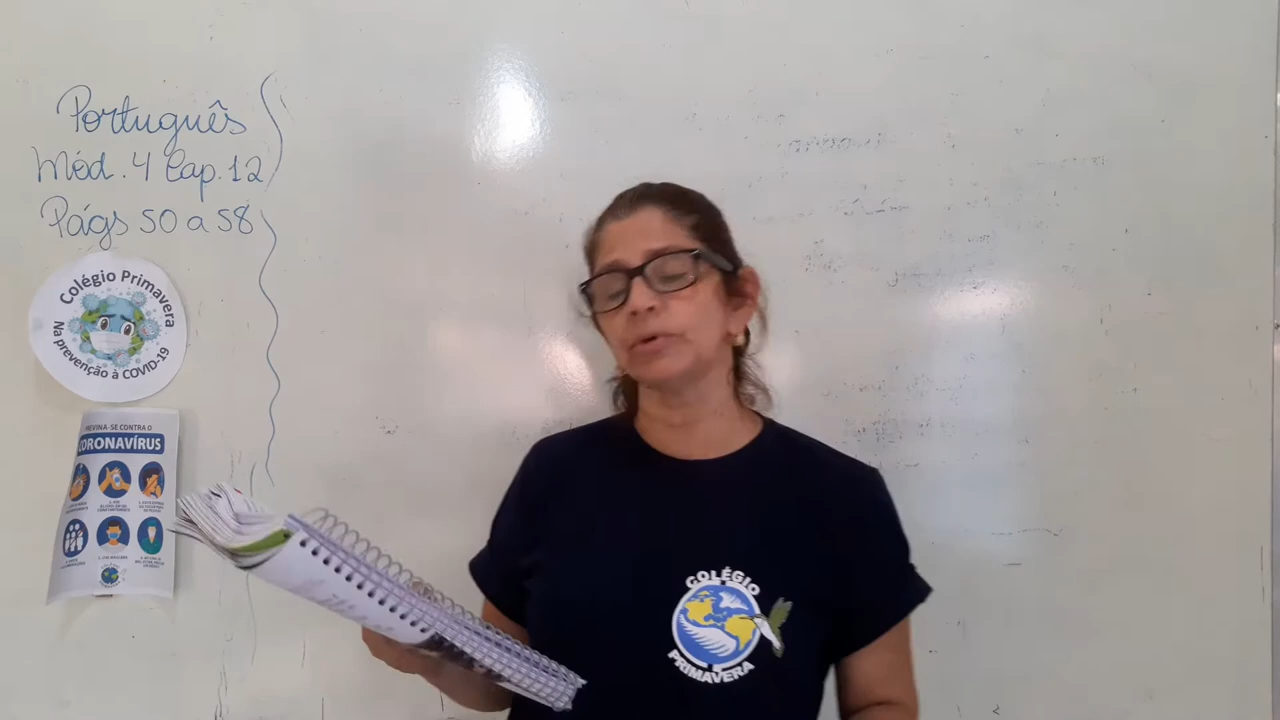 Português
Mód. 4 Cap. 12
Págs 50 a 58
Colégio Primavera
Na prevenção à COVID-19
PREVINA-SE CONTRA O
CORONAVÍRUS
COLÉGIO
PRIMAVERA